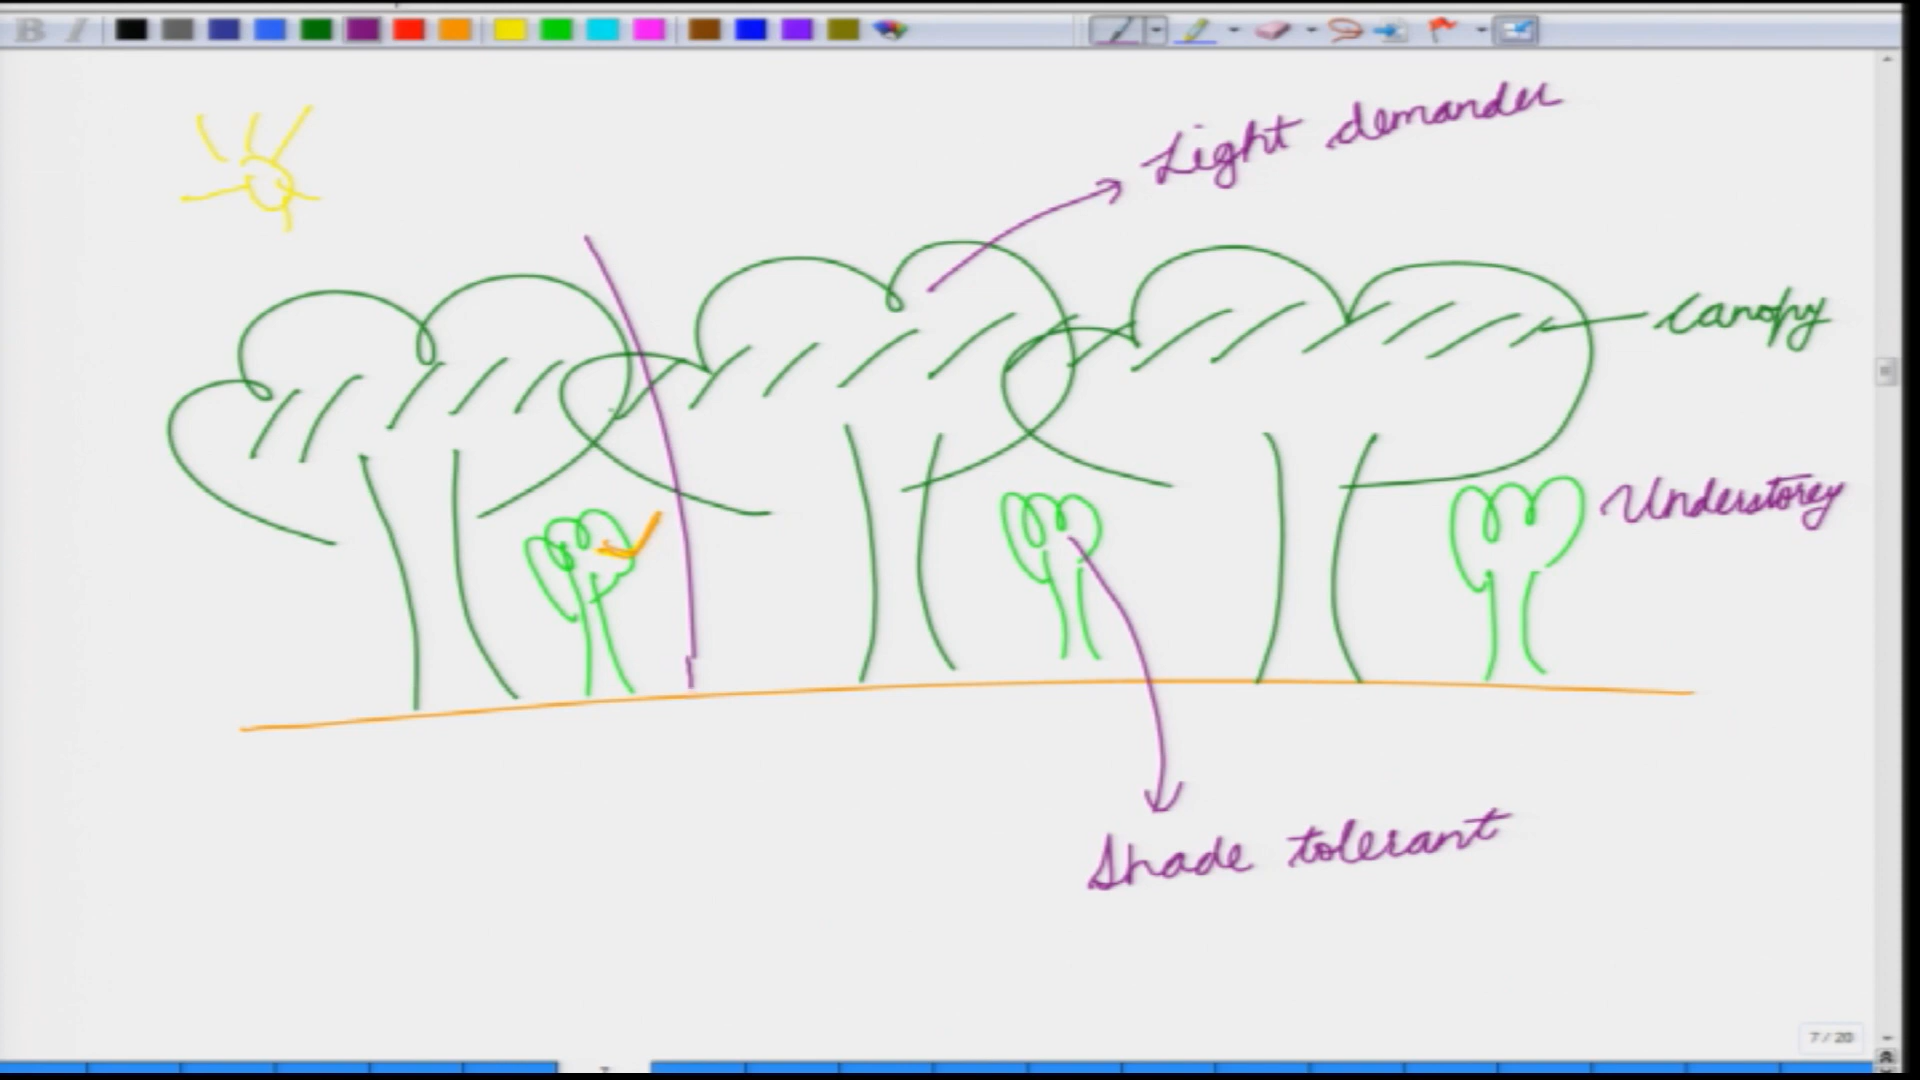 B I
Light demander
Canopy
Understorey
Shade tolerant
7 / 20